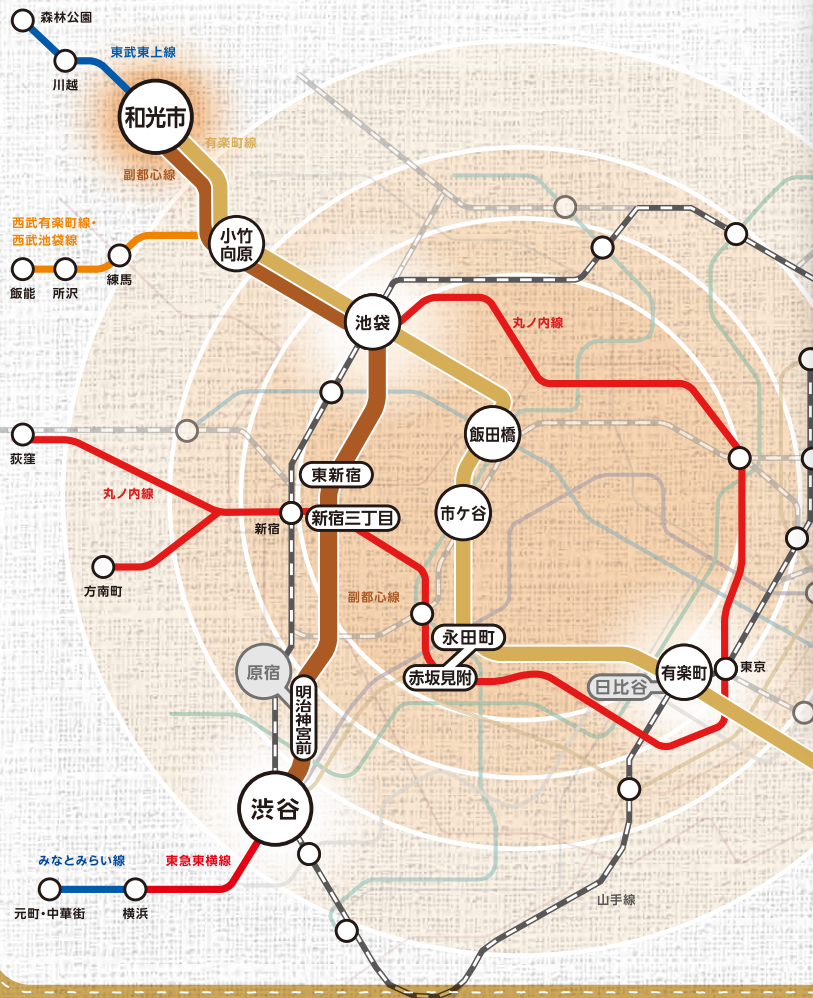 森林公園
東武東上線
川越
和光市
有楽町線
副都心線
西武有楽町線・
西武池袋線
小竹
向原
練馬
飯能
所沢
池袋
丸ノ内線
飯田橋
荻窪
東新宿
丸ノ内線
新宿三丁目
市ケ谷
新宿
方南町
副都心線
永田町
原宿
赤坂見附
日比谷
有楽町
東京
明治神宮前
渋谷
みなとみらい線
東急東横線
元町・中華街
横浜
山手線